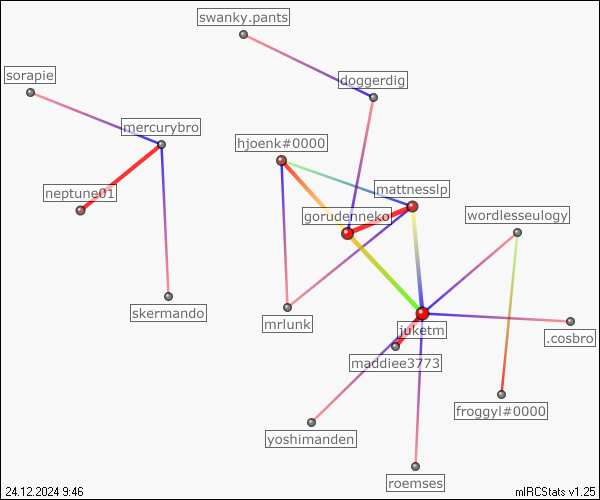 swanky.pants
sorapie
doggerdig
mercurybro
hjoenk#0000
neptune01
mattnesslp
gorudenneko
wordlesseulogy
skermando
mrlunk
juketm
.cosbro
maddiee3773
froggyl#0000
yoshimanden
roemses
24.12.2024 9:46
mIRCStats v1.25